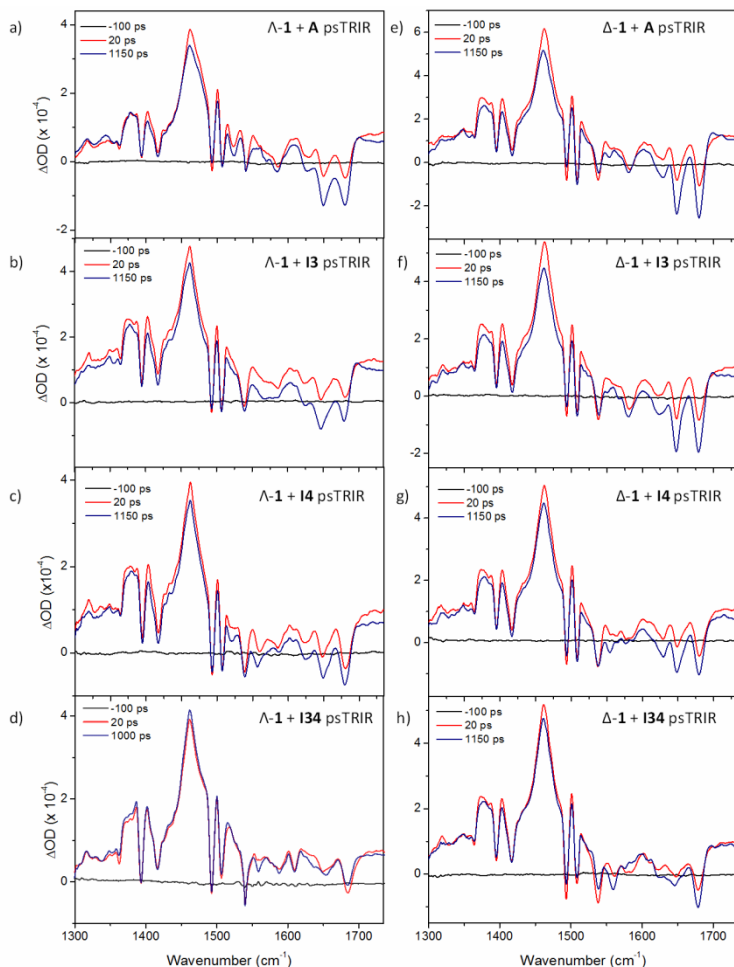 a)
Λ-1 + A psTRIR
-100 ps
20 ps
1150 ps
4
2
0
-2
ΔOD (x 10⁻⁴)
e)
Δ-1 + A psTRIR
-100 ps
20 ps
1150 ps
6
4
2
0
-2
b)
Λ-1 + I3 psTRIR
-100 ps
20 ps
1150 ps
4
2
0
ΔOD (x 10⁻⁴)
f)
Δ-1 + I3 psTRIR
-100 ps
20 ps
1150 ps
4
2
0
-2
c)
Λ-1 + I4 psTRIR
-100 ps
20 ps
1150 ps
4
2
0
ΔOD (x10⁻⁴)
g)
Δ-1 + I4 psTRIR
-100 ps
20 ps
1150 ps
4
2
0
d)
Λ-1 + I34 psTRIR
-100 ps
20 ps
1000 ps
4
2
0
ΔOD (x 10⁻⁴)
1300 1400 1500 1600 1700
Wavenumber (cm⁻¹)
h)
Δ-1 + I34 psTRIR
-100 ps
20 ps
1150 ps
4
2
0
1300 1400 1500 1600 1700
Wavenumber (cm⁻¹)